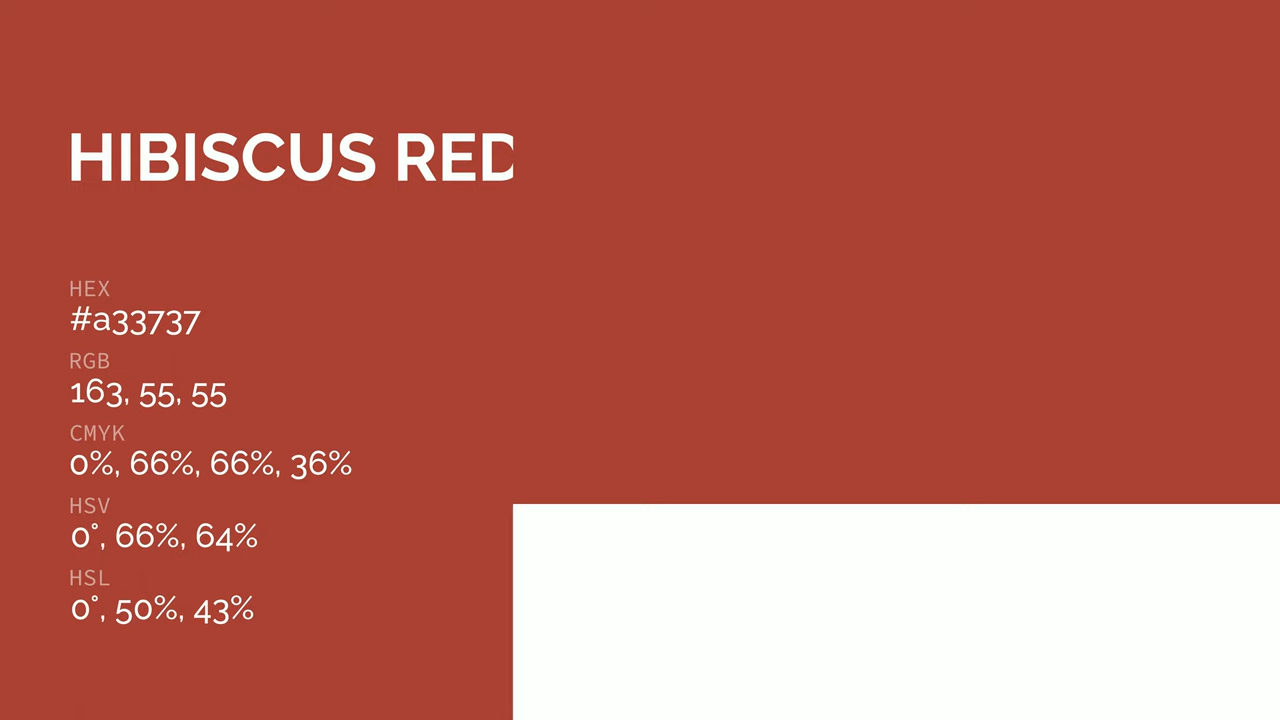 HIBISCUS RED
HEX
#a33737
RGB
163, 55, 55
CMYK
0%, 66%, 66%, 36%
HSV
0°, 66%, 64%
HSL
0°, 50%, 43%